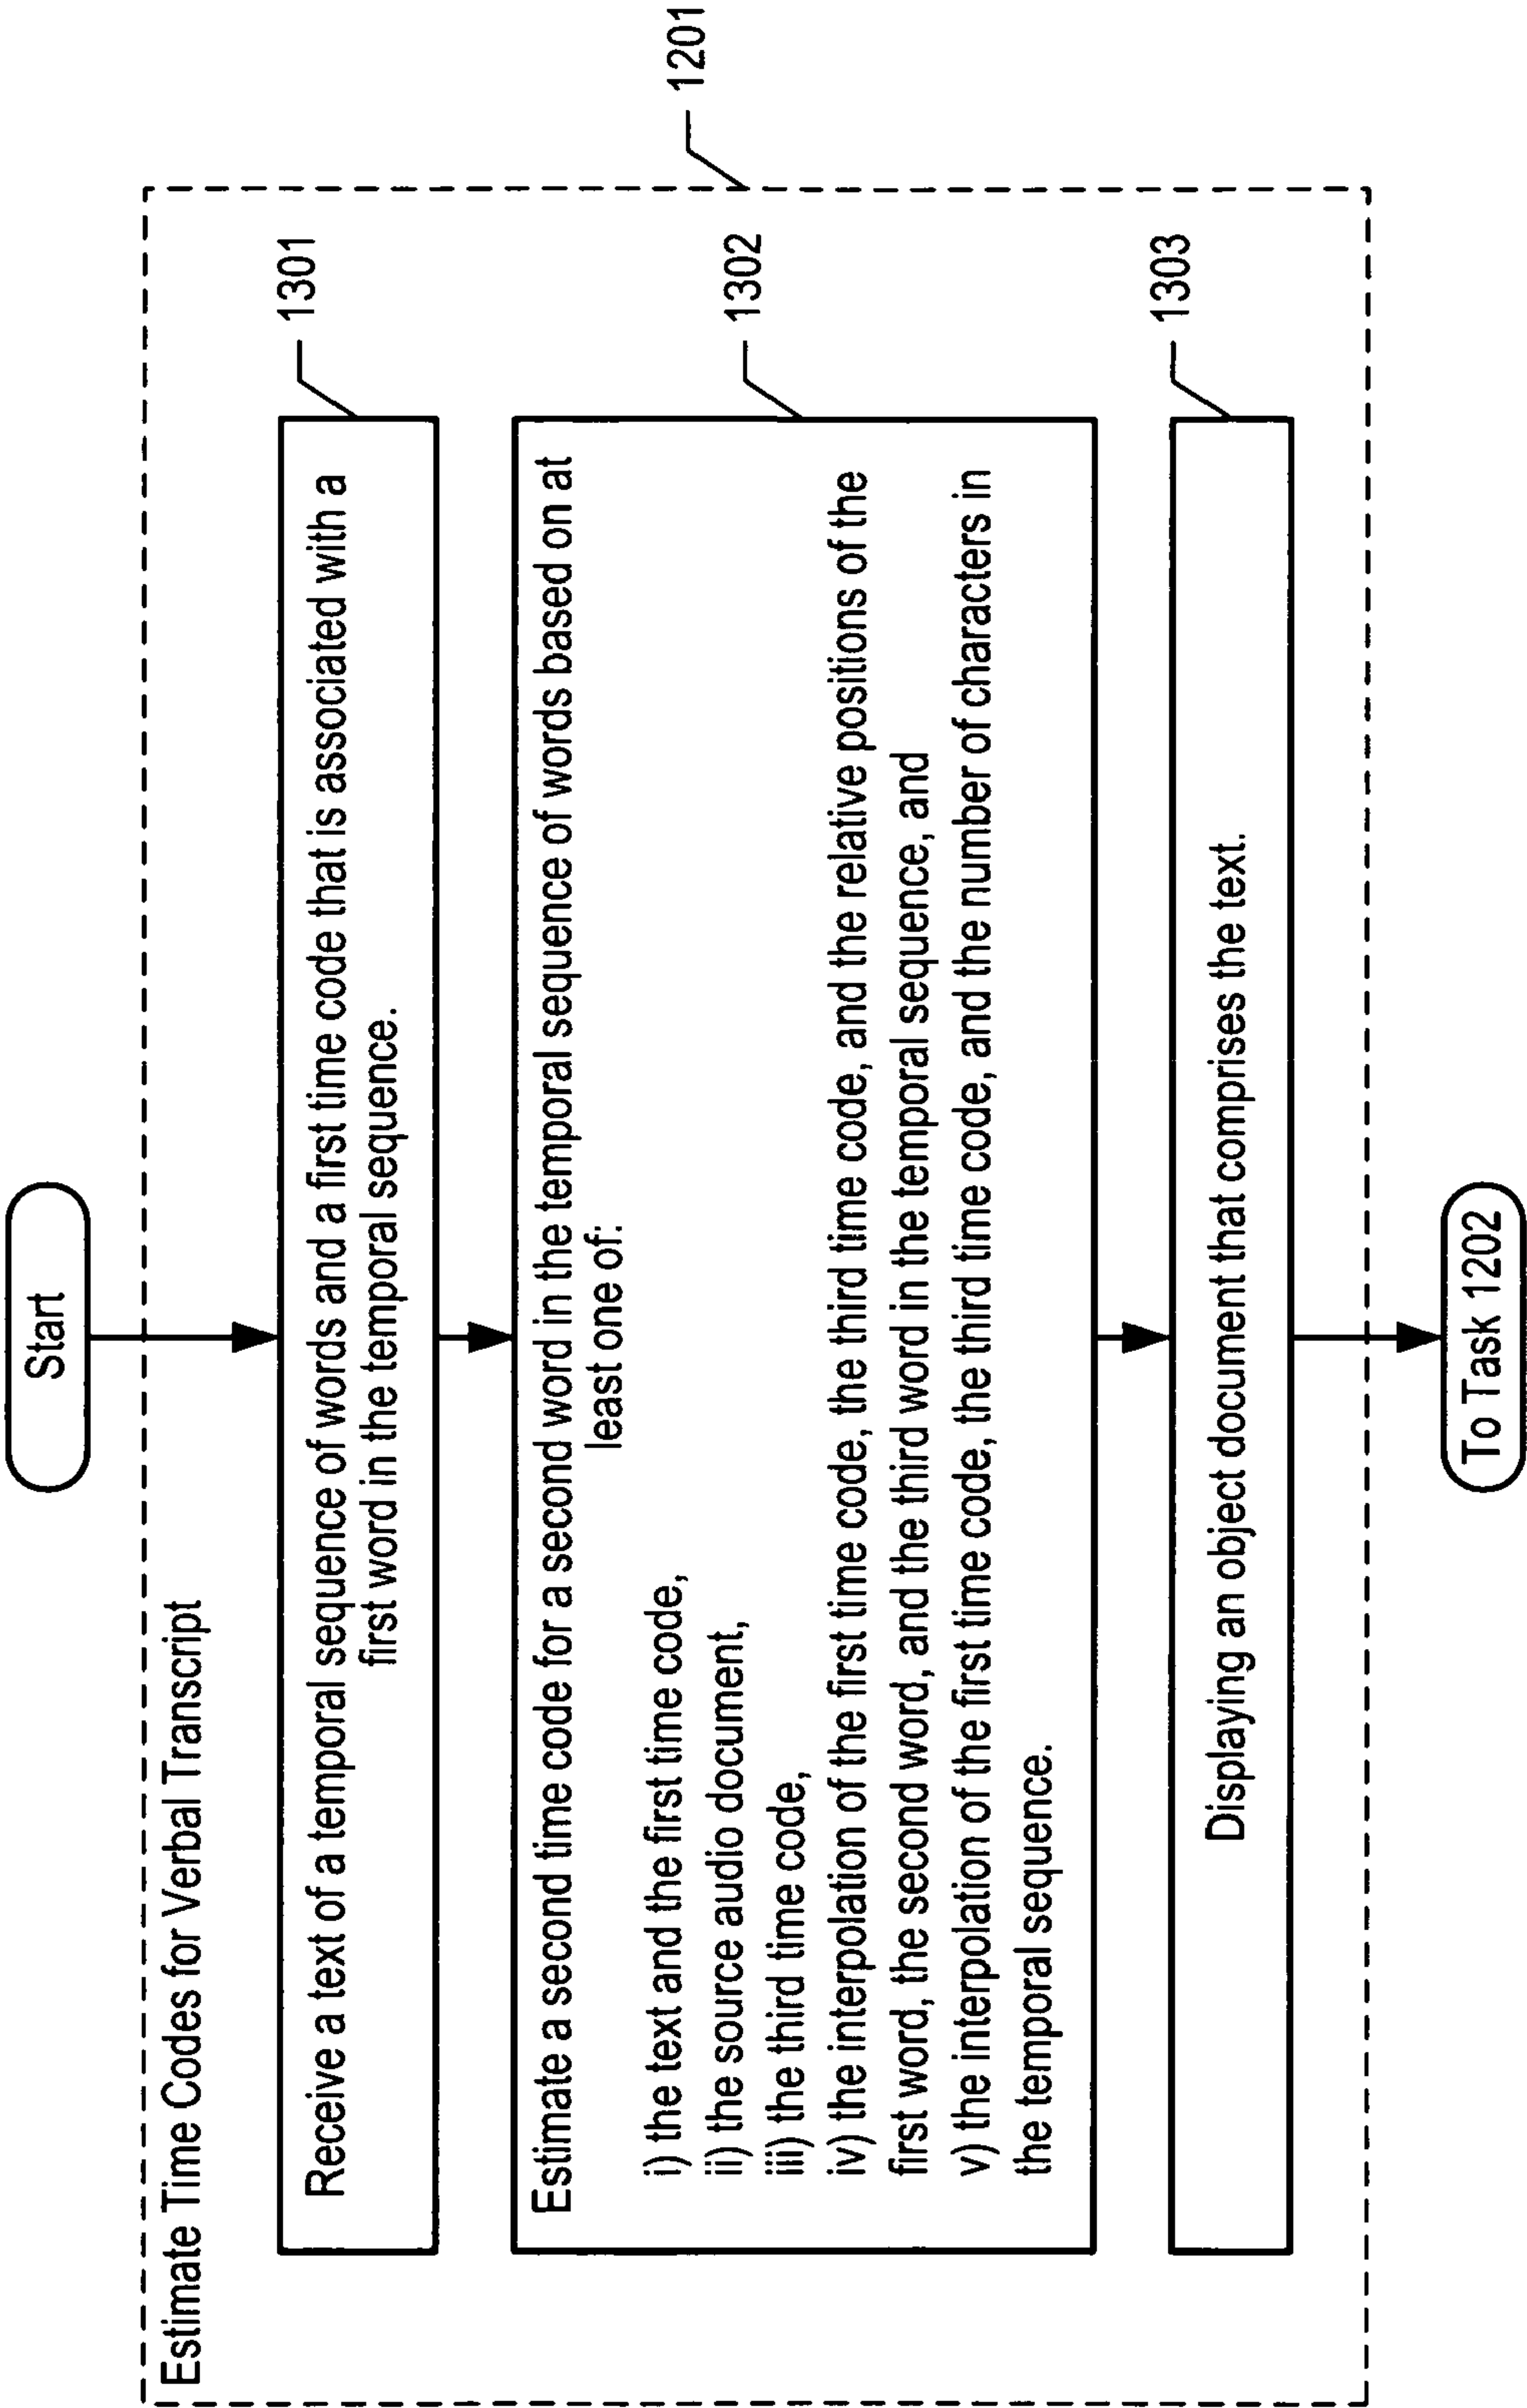 Start
Estimate Time Codes for Verbal Transcript
1201
1301
Receive a text of a temporal sequence of words and a first time code that is associated with a
first word in the temporal sequence.
1302
Estimate a second time code for a second word in the temporal sequence of words based on at
least one of:
i) the text and the first time code,
ii) the source audio document,
iii) the third time code,
iv) the interpolation of the first time code, the third time code, and the relative positions of the
first word, the second word, and the third word in the temporal sequence, and
v) the interpolation of the first time code, the third time code, and the number of characters in
the temporal sequence.
1303
Displaying an object document that comprises the text.
To Task 1202